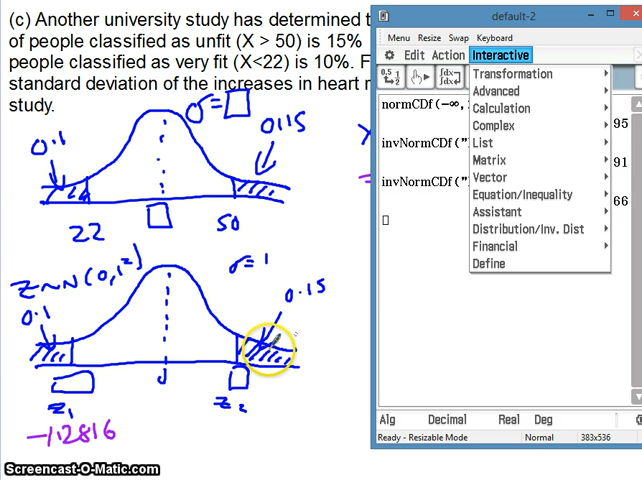 (c) Another university study has determined t
of people classified as unfit (X > 50) is 15%
people classified as very fit (X<22) is 10%. F
standard deviation of the increases in heart r
study.
σ=
0.1
0.15
22
50
Z~N(0,1²)
σ=1
0.1
0.15
z₁
z₂
-1.2816
default-2
Menu Resize Swap Keyboard
Edit Action Interactive
normCDf(-∞,
95
invNormCDf("
91
invNormCDf("
66
Transformation
Advanced
Calculation
Complex
List
Matrix
Vector
Equation/Inequality
Assistant
Distribution/Inv. Dist
Financial
Define
Alg Decimal Real Deg
Ready - Resizable Mode Normal 383x536
Screencast-O-Matic.com